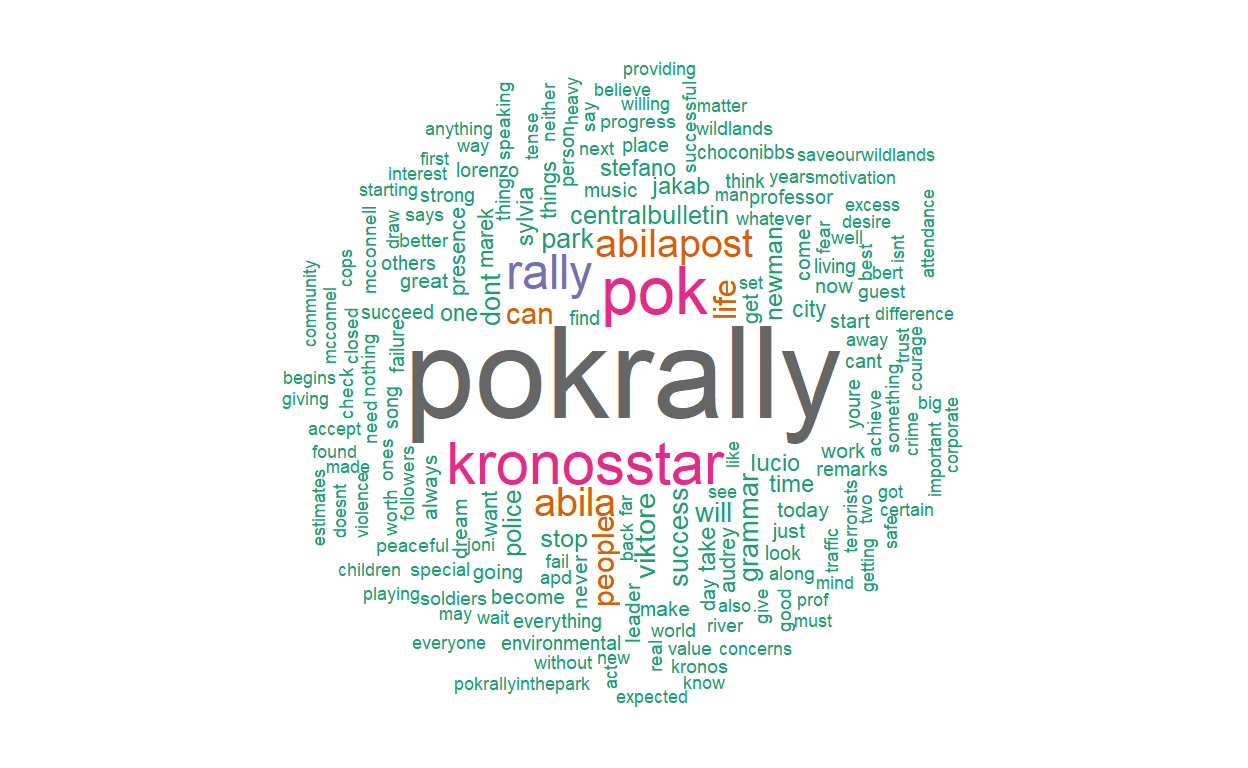 providing
believe
willing
heavy
say
neither
speaking
successful
matter
progress
wildlands
anything
way
tense
person
next
place
choconibbs
saveourwildlands
first
interest
lorenzo
stefano
think
years
motivation
starting
strong
thing
things
music
jakab
man
professor
says
draw
sylvia
centralbulletin
whatever
excess
desire
attendance
better
presence
marek
park
abilapost
newman
come
fear
well
best
isnt
mcconnell
others
great
rally
pok
life
set
living
bert
cops
dont
get
now
guest
community
mcconnel
closed
succeed
one
can
find
city
start
difference
failure
pokrally
away
trust
courage
cant
begins
giving
check
nothing
need
song
youre
achieve
something
big
accept
crime
important
corporate
found
made
ones
followers
always
kronosstar
like
lucio
work
remarks
estimates
doesnt
violence
worth
want
police
abila
people
far
back
viktore
success
see
will
grammar
time
today
terrorists
two
got
certain
safe
dream
joni
stop
just
peaceful
fail
apd
never
take
audrey
look
traffic
getting
children
special
going
day
along
mind
playing
soldiers
become
leader
make
also
give
good
prof
must
may
wait
everything
world
river
everyone
environmental
real
value
concerns
without
new
act
kronos
know
pokrallyinthepark
expected